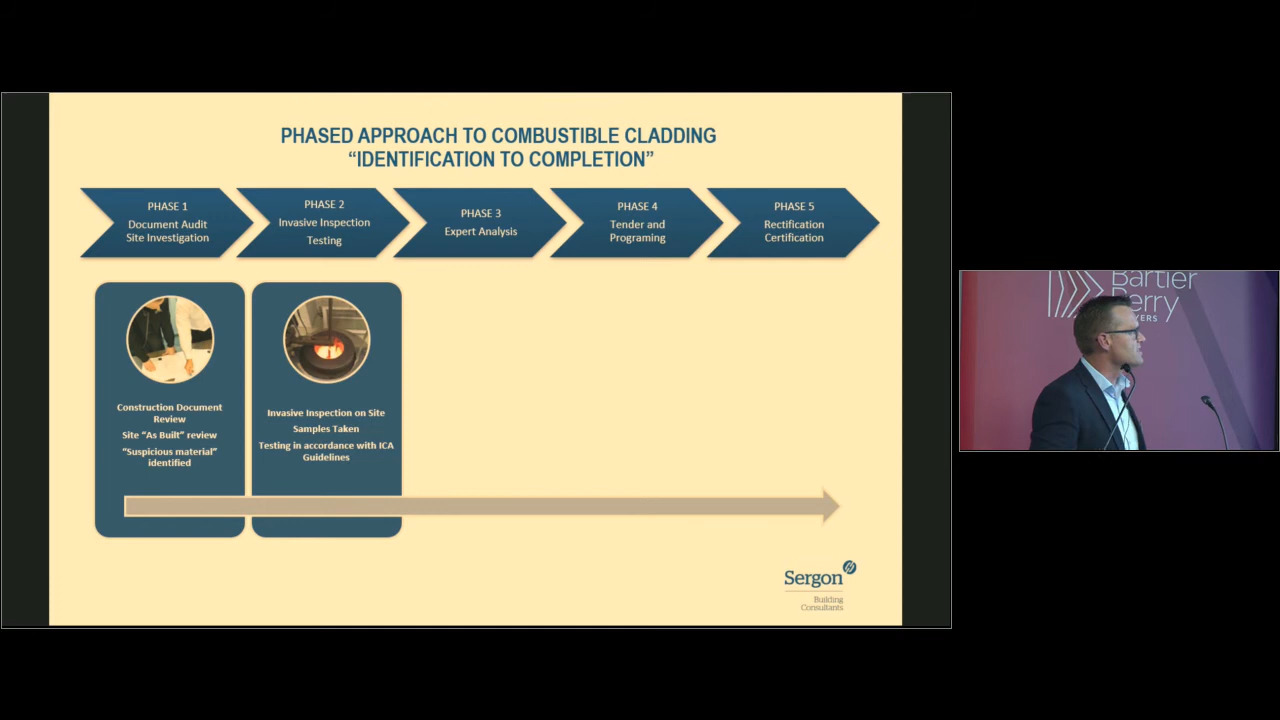 PHASED APPROACH TO COMBUSTIBLE CLADDING
“IDENTIFICATION TO COMPLETION”
PHASE 1
Document Audit
Site Investigation
PHASE 2
Invasive Inspection
Testing
PHASE 3
Expert Analysis
PHASE 4
Tender and
Programing
PHASE 5
Rectification
Certification
Construction Document
Review
Site “As Built” review
“Suspicious material”
identified
Invasive Inspection on Site
Samples Taken
Testing in accordance with ICA
Guidelines
Sergon
Building
Consultants
Bartier